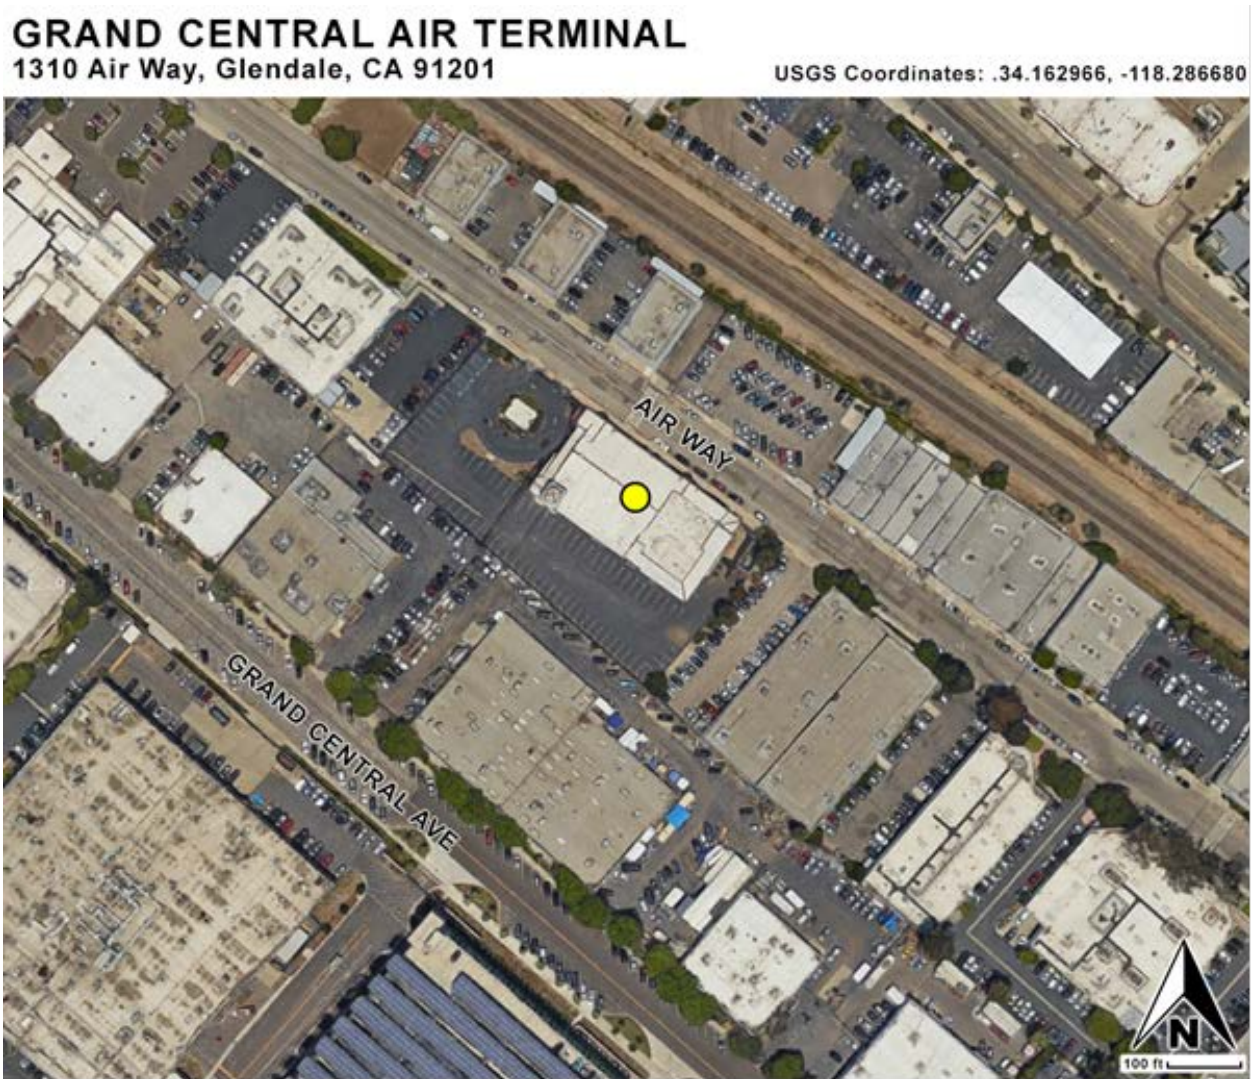 GRAND CENTRAL AIR TERMINAL
1310 Air Way, Glendale, CA 91201
USGS Coordinates: .34.162966, -118.286680
AIR WAY
GRAND CENTRAL AVE
N
100 ft